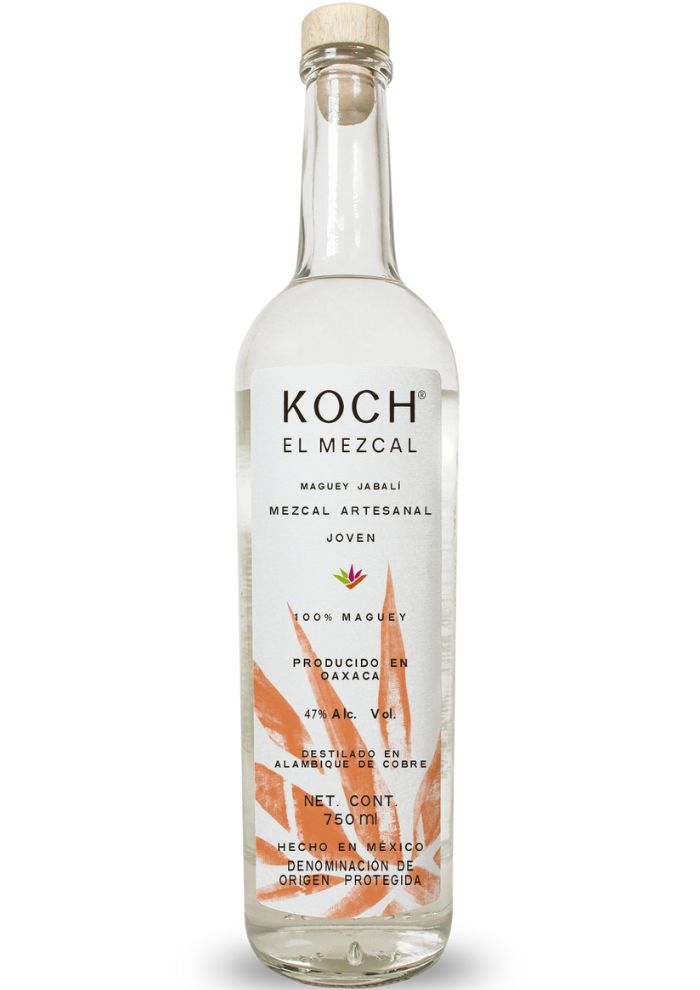 KOCH®
EL MEZCAL
MAGUEY JABALÍ
MEZCAL ARTESANAL
JOVEN
100% MAGUEY
PRODUCIDO EN
OAXACA
47% Alc. Vol.
DESTILADO EN
ALAMBIQUE DE COBRE
NET. CONT.
750 ml
HECHO EN MÉXICO
DENOMINACIÓN DE
ORIGEN PROTEGIDA